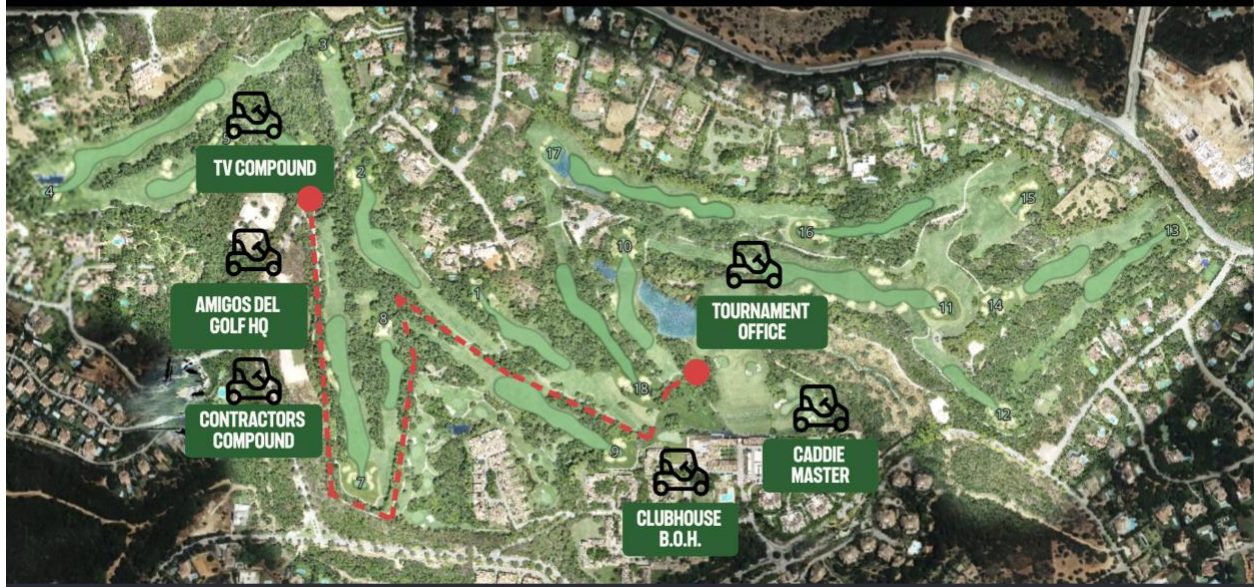 3
2
4
5
TV COMPOUND
17
15
16
13
10
AMIGOS DEL
GOLF HQ
8
1
TOURNAMENT
OFFICE
11
14
18
12
CONTRACTORS
COMPOUND
9
7
CADDIE
MASTER
CLUBHOUSE
B.O.H.